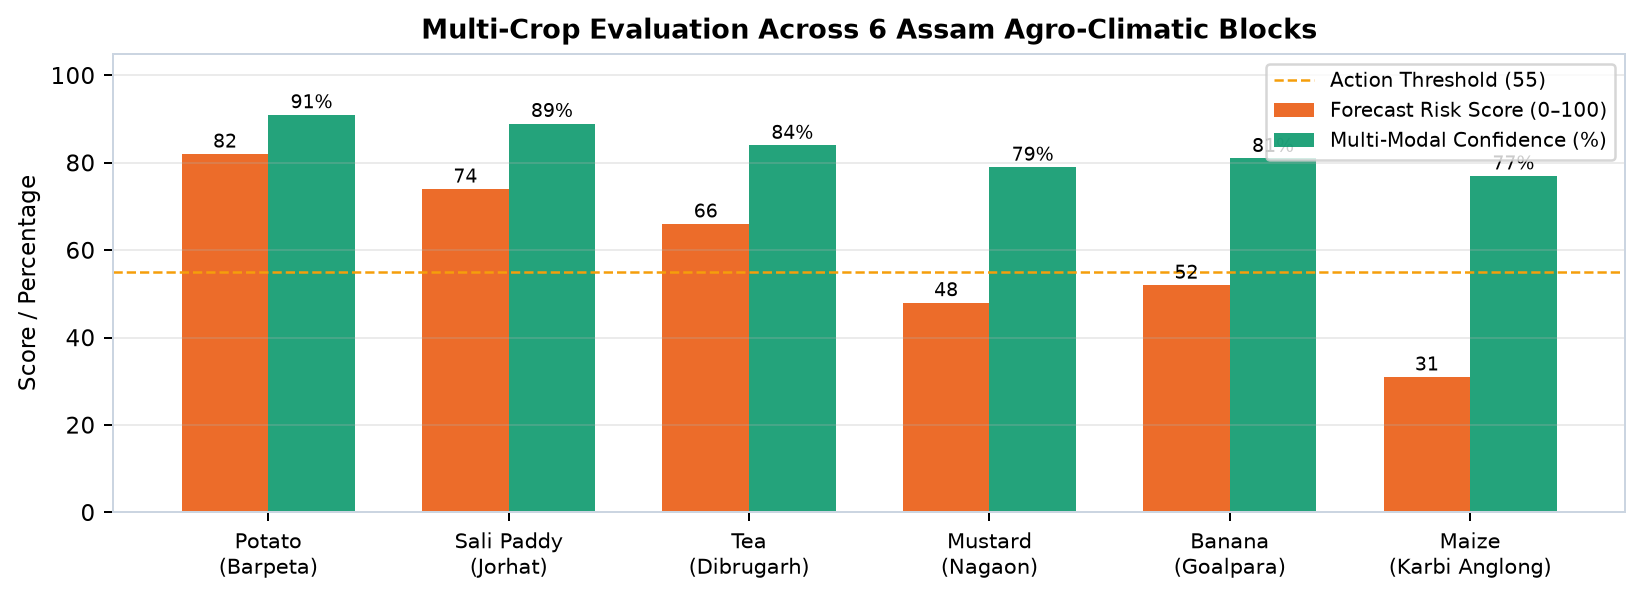 Multi-Crop Evaluation Across 6 Assam Agro-Climatic Blocks
Score / Percentage
100
80
60
40
20
0
Action Threshold (55)
Forecast Risk Score (0–100)
Multi-Modal Confidence (%)
82
91%
74
89%
66
84%
48
79%
52
81%
31
77%
Potato
(Barpeta)
Sali Paddy
(Jorhat)
Tea
(Dibrugarh)
Mustard
(Nagaon)
Banana
(Goalpara)
Maize
(Karbi Anglong)